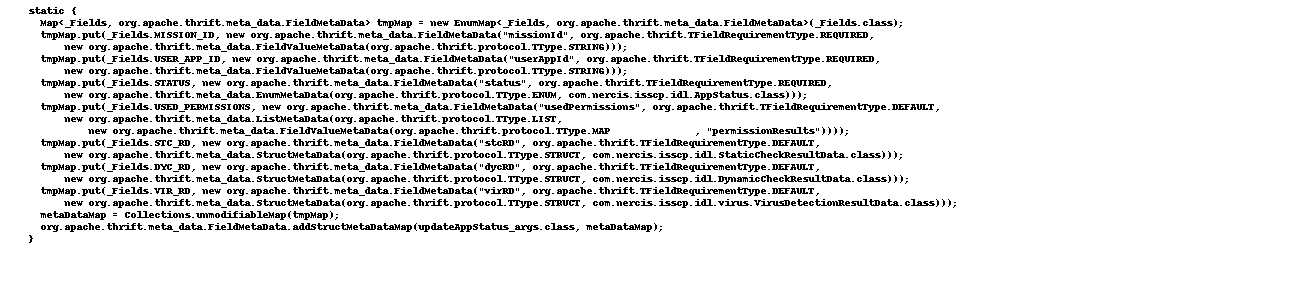 static {
Map<_Fields, org.apache.thrift.meta_data.FieldMetaData> tmpMap = new EnumMap<_Fields, org.apache.thrift.meta_data.FieldMetaData>(_Fields.class);
tmpMap.put(_Fields.MISSION_ID, new org.apache.thrift.meta_data.FieldMetaData("missionId", org.apache.thrift.TFieldRequirementType.REQUIRED,
new org.apache.thrift.meta_data.FieldValueMetaData(org.apache.thrift.protocol.TType.STRING)));
tmpMap.put(_Fields.USER_APP_ID, new org.apache.thrift.meta_data.FieldMetaData("userAppId", org.apache.thrift.TFieldRequirementType.REQUIRED,
new org.apache.thrift.meta_data.FieldValueMetaData(org.apache.thrift.protocol.TType.STRING)));
tmpMap.put(_Fields.STATUS, new org.apache.thrift.meta_data.FieldMetaData("status", org.apache.thrift.TFieldRequirementType.REQUIRED,
new org.apache.thrift.meta_data.EnumMetaData(org.apache.thrift.protocol.TType.ENUM, com.nercis.isscp.idl.AppStatus.class)));
tmpMap.put(_Fields.USED_PERMISSIONS, new org.apache.thrift.meta_data.FieldMetaData("usedPermissions", org.apache.thrift.TFieldRequirementType.DEFAULT,
new org.apache.thrift.meta_data.ListMetaData(org.apache.thrift.protocol.TType.LIST,
new org.apache.thrift.meta_data.FieldValueMetaData(org.apache.thrift.protocol.TType.MAP , "permissionResults"))));
tmpMap.put(_Fields.STC_RD, new org.apache.thrift.meta_data.FieldMetaData("stcRD", org.apache.thrift.TFieldRequirementType.DEFAULT,
new org.apache.thrift.meta_data.StructMetaData(org.apache.thrift.protocol.TType.STRUCT, com.nercis.isscp.idl.StaticCheckResultData.class)));
tmpMap.put(_Fields.DYC_RD, new org.apache.thrift.meta_data.FieldMetaData("dycRD", org.apache.thrift.TFieldRequirementType.DEFAULT,
new org.apache.thrift.meta_data.StructMetaData(org.apache.thrift.protocol.TType.STRUCT, com.nercis.isscp.idl.DynamicCheckResultData.class)));
tmpMap.put(_Fields.VIR_RD, new org.apache.thrift.meta_data.FieldMetaData("virRD", org.apache.thrift.TFieldRequirementType.DEFAULT,
new org.apache.thrift.meta_data.StructMetaData(org.apache.thrift.protocol.TType.STRUCT, com.nercis.isscp.idl.virus.VirusDetectionResultData.class)));
metaDataMap = Collections.unmodifiableMap(tmpMap);
org.apache.thrift.meta_data.FieldMetaData.addStructMetaDataMap(updateAppStatus_args.class, metaDataMap);
}